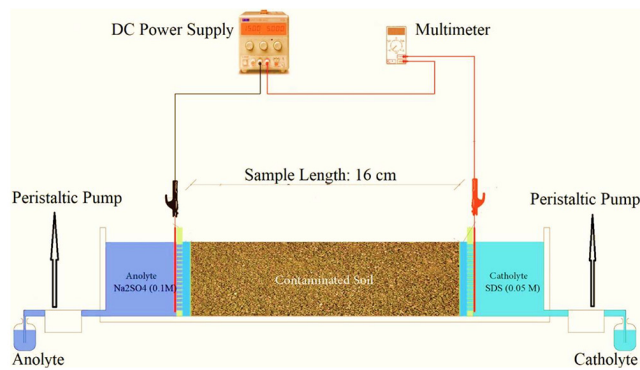 DC Power Supply
Multimeter
Sample Length: 16 cm
Peristaltic Pump
Peristaltic Pump
Anolyte
Na2SO4 (0.1M)
Contaminated Soil
Catholyte
SDS (0.05 M)
Anolyte
Catholyte